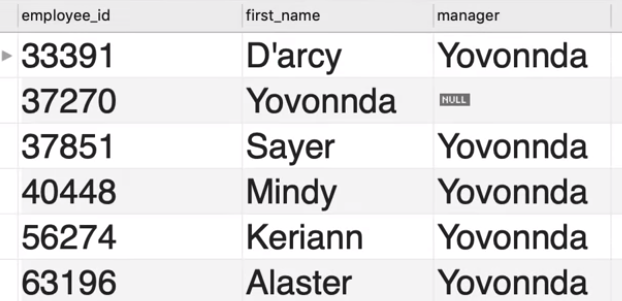 employee_id first_name manager
33391 D'arcy Yovonnda
37270 Yovonnda NULL
37851 Sayer Yovonnda
40448 Mindy Yovonnda
56274 Keriann Yovonnda
63196 Alaster Yovonnda